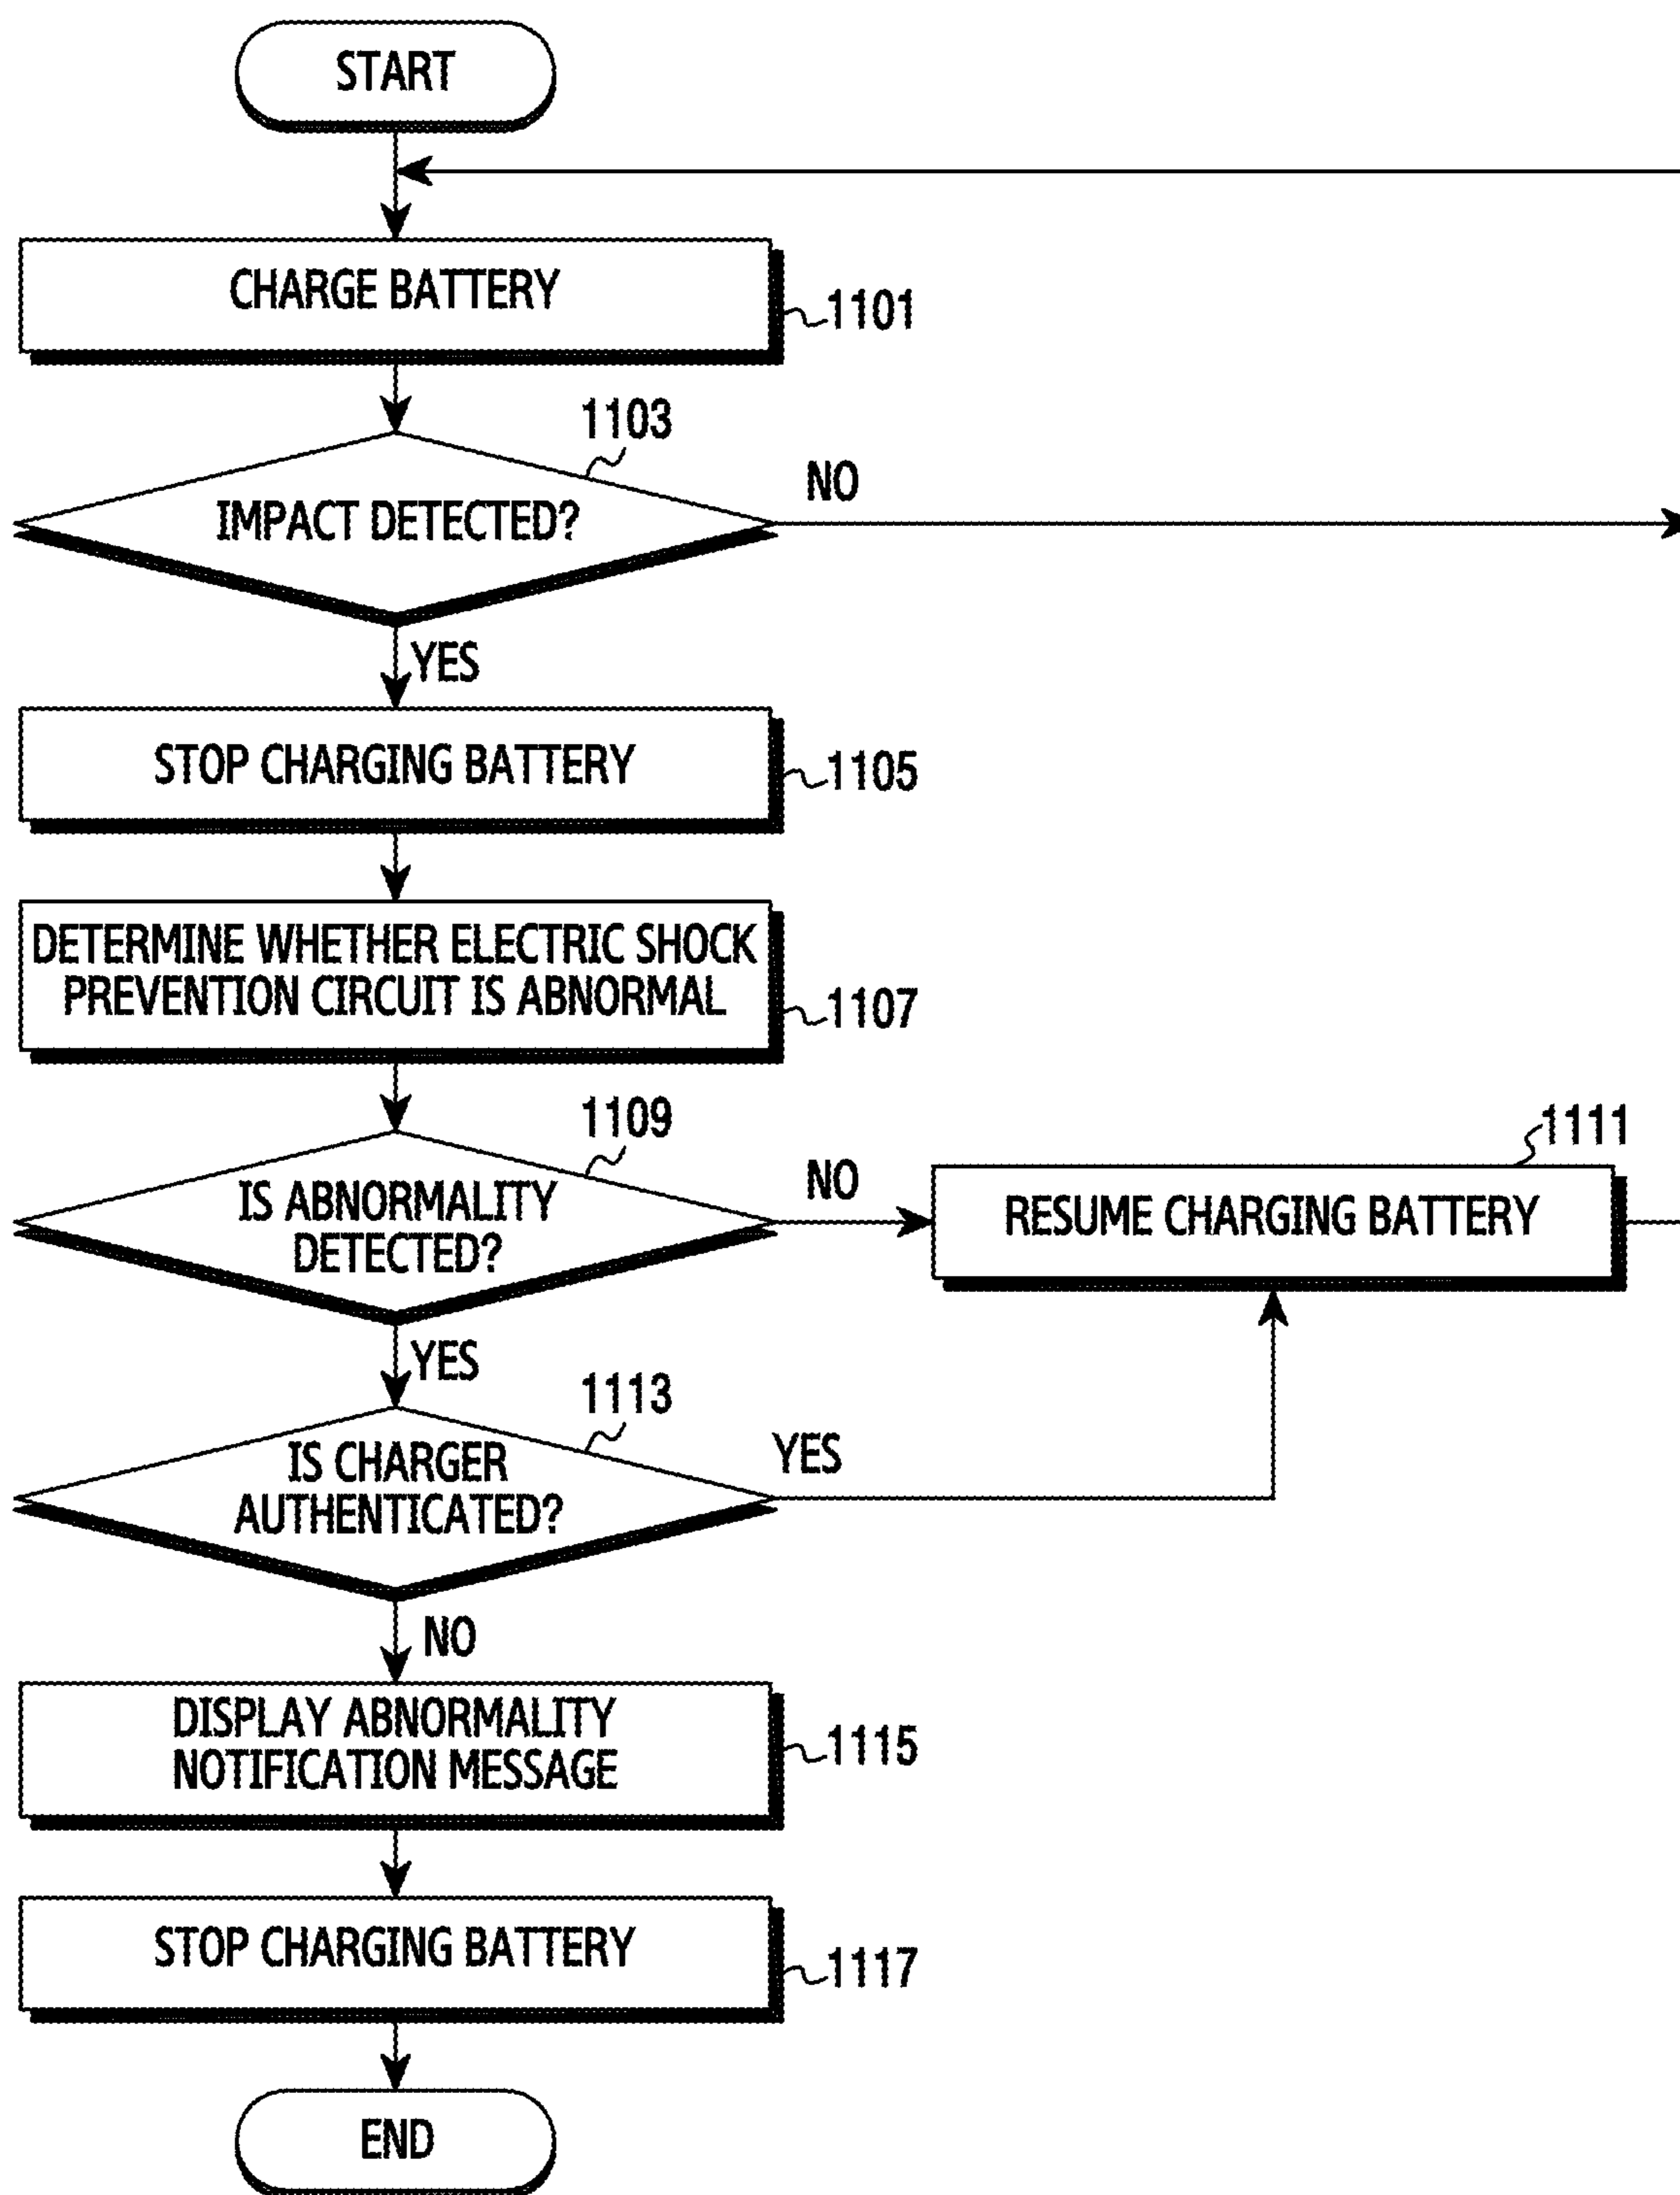 START
CHARGE BATTERY
1101
1103
IMPACT DETECTED?
NO
YES
STOP CHARGING BATTERY
1105
DETERMINE WHETHER ELECTRIC SHOCK
PREVENTION CIRCUIT IS ABNORMAL
1107
1109
IS ABNORMALITY
DETECTED?
NO
1111
RESUME CHARGING BATTERY
YES
1113
IS CHARGER
AUTHENTICATED?
YES
NO
DISPLAY ABNORMALITY
NOTIFICATION MESSAGE
1115
STOP CHARGING BATTERY
1117
END